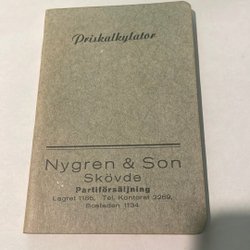 Priskalkylator
Nygren & Son
Skövde
Partiförsäljning
Lagret 1186, Tel. Kontoret 2269,
Bostaden 1134